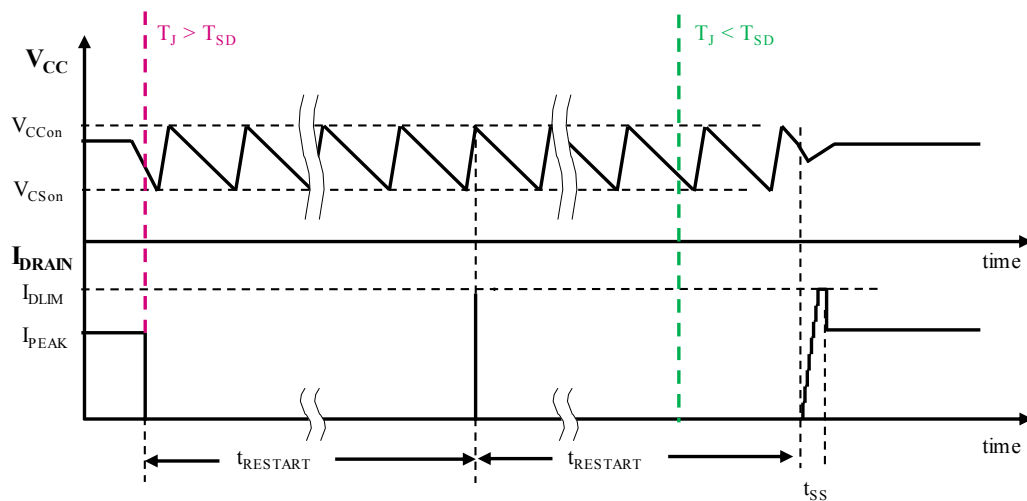 T_J > T_SD
T_J < T_SD
V_CC
V_CCon
V_CSon
time
I_DRAIN
I_DLIM
I_PEAK
time
t_RESTART
t_RESTART
t_SS